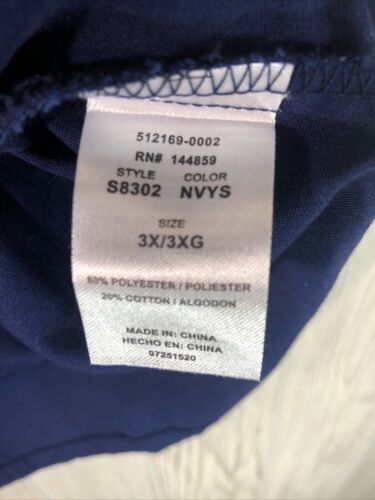 512169-0002
RN# 144859
STYLE COLOR
S8302 NVYS
SIZE
3X/3XG
80% POLYESTER / POLIESTER
20% COTTON / ALGODON
MADE IN: CHINA
HECHO EN: CHINA
07251520